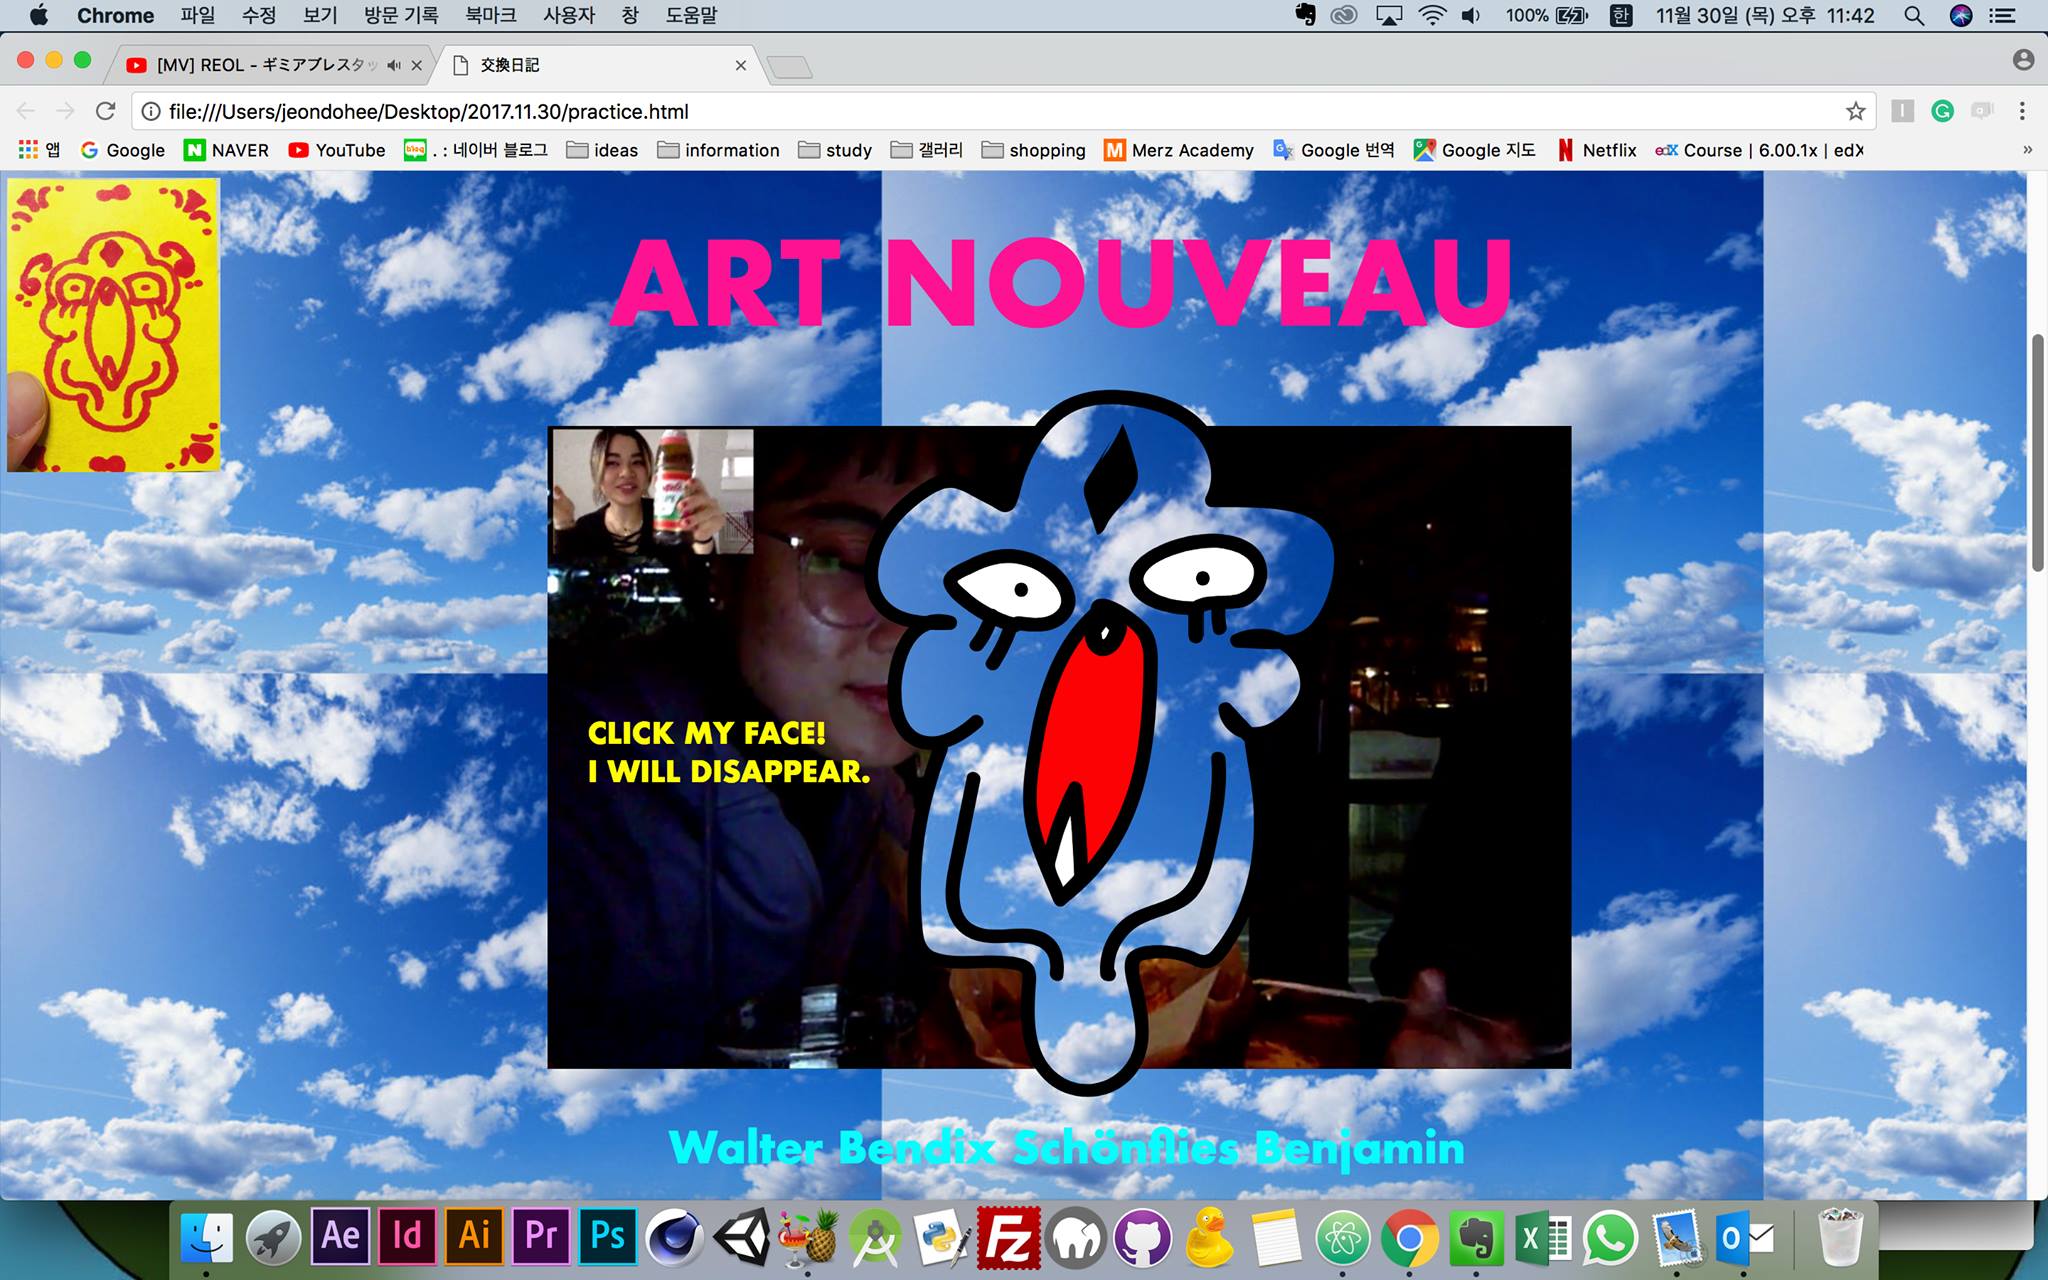 Chrome 파일 수정 보기 방문 기록 북마크 사용자 창 도움말 100% 한 11월 30일 (목) 오후 11:42
[MV] REOL - ギミアブレスタッ 交換日記
file:///Users/jeondohee/Desktop/2017.11.30/practice.html
앱 Google NAVER YouTube blog . : 네이버 블로그 ideas information study 갤러리 shopping Merz Academy Google 번역 Google 지도 Netflix edX Course | 6.00.1x | edX »
ART NOUVEAU
CLICK MY FACE!
I WILL DISAPPEAR.
Walter Bendix Schönflies Benjamin
Ae Id Ai Pr Ps Fz